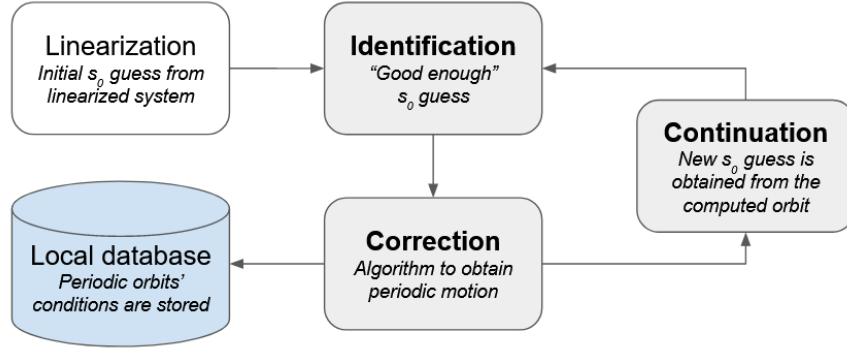 Linearization
Initial s₀ guess from
linearized system
Identification
“Good enough”
s₀ guess
Continuation
New s₀ guess is
obtained from the
computed orbit
Local database
Periodic orbits’
conditions are stored
Correction
Algorithm to obtain
periodic motion